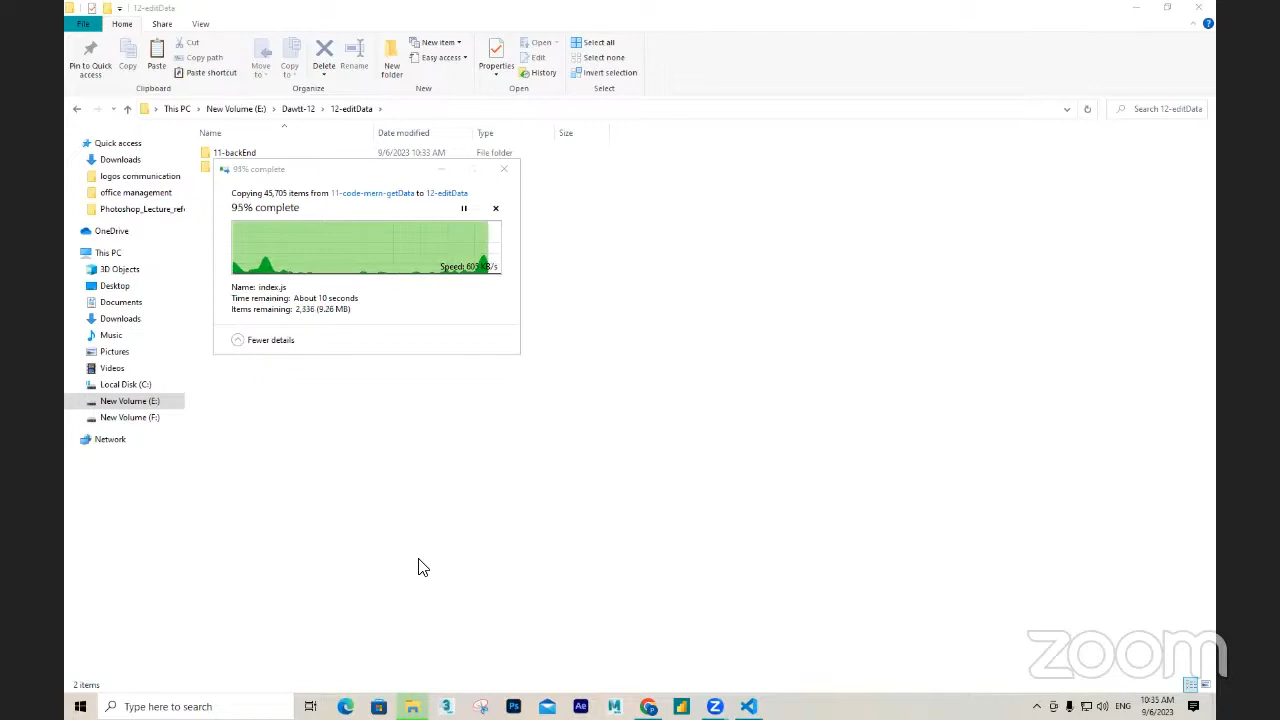 12-editData
File Home Share View
Pin to Quick access
Copy
Paste
Cut
Copy path
Paste shortcut
Clipboard
Move to
Copy to
Delete
Rename
Organize
New folder
New item
Easy access
New
Properties
Open
Edit
History
Open
Select all
Select none
Invert selection
Select
This PC > New Volume (E:) > Dawtt-12 > 12-editData >
Search 12-editData
Name Date modified Type Size
11-backEnd 9/6/2023 10:33 AM File folder
Quick access
Downloads
logos communication
office management
Photoshop_Lecture_refe
OneDrive
This PC
3D Objects
Desktop
Documents
Downloads
Music
Pictures
Videos
Local Disk (C:)
New Volume (E:)
New Volume (F:)
Network
Copying 45,705 items from 11-code-mern-getData to 12-editData
95% complete
Speed: 605 KB/s
Name: index.js
Time remaining: About 10 seconds
Items remaining: 2,336 (9.26 MB)
Fewer details
zoom
2 items
Type here to search
3
Ps
Ae
M
Z
ENG
10:35 AM
9/6/2023